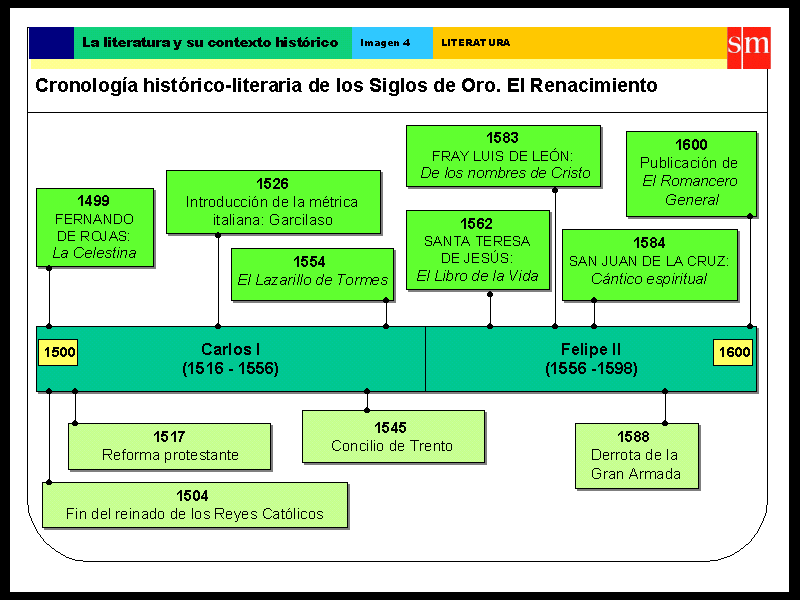 La literatura y su contexto histórico
Imagen 4
LITERATURA
sm
Cronología histórico-literaria de los Siglos de Oro. El Renacimiento
1499
FERNANDO
DE ROJAS:
La Celestina
1526
Introducción de la métrica
italiana: Garcilaso
1554
El Lazarillo de Tormes
1583
FRAY LUIS DE LEÓN:
De los nombres de Cristo
1562
SANTA TERESA
DE JESÚS:
El Libro de la Vida
1600
Publicación de
El Romancero
General
1584
SAN JUAN DE LA CRUZ:
Cántico espiritual
1500
Carlos I
(1516 - 1556)
Felipe II
(1556 -1598)
1600
1517
Reforma protestante
1545
Concilio de Trento
1588
Derrota de la
Gran Armada
1504
Fin del reinado de los Reyes Católicos